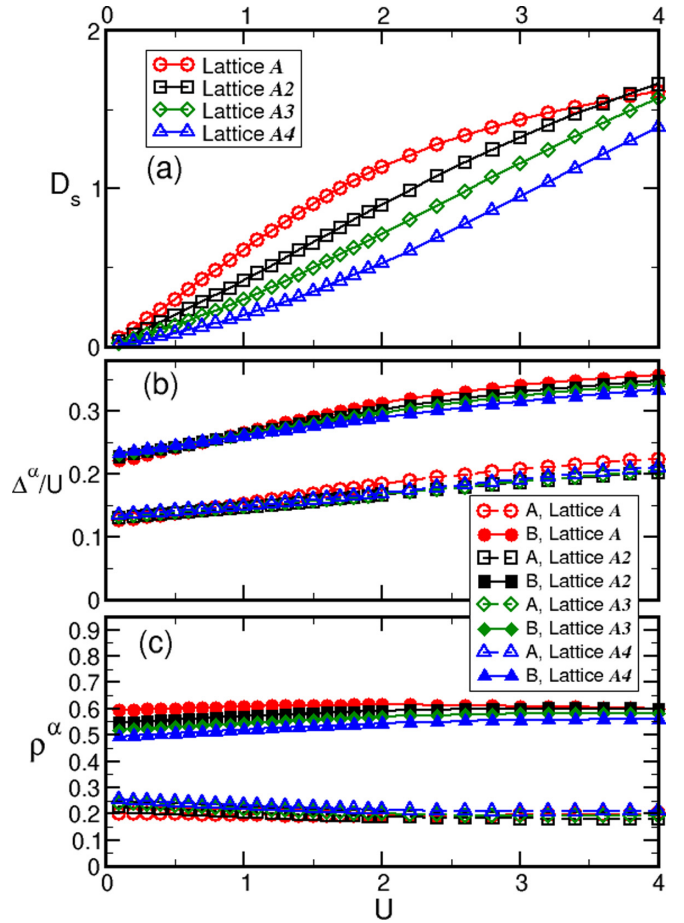 0 1 2 3 4
2
1
0
D_s
Lattice A
Lattice A2
Lattice A3
Lattice A4
(a)
(b)
0.3
0.2
0.1
0
Δ^α/U
A, Lattice A
B, Lattice A
A, Lattice A2
B, Lattice A2
A, Lattice A3
B, Lattice A3
A, Lattice A4
B, Lattice A4
(c)
0.9
0.8
0.7
0.6
0.5
0.4
0.3
0.2
0.1
0
ρ^α
0 1 2 3 4
U